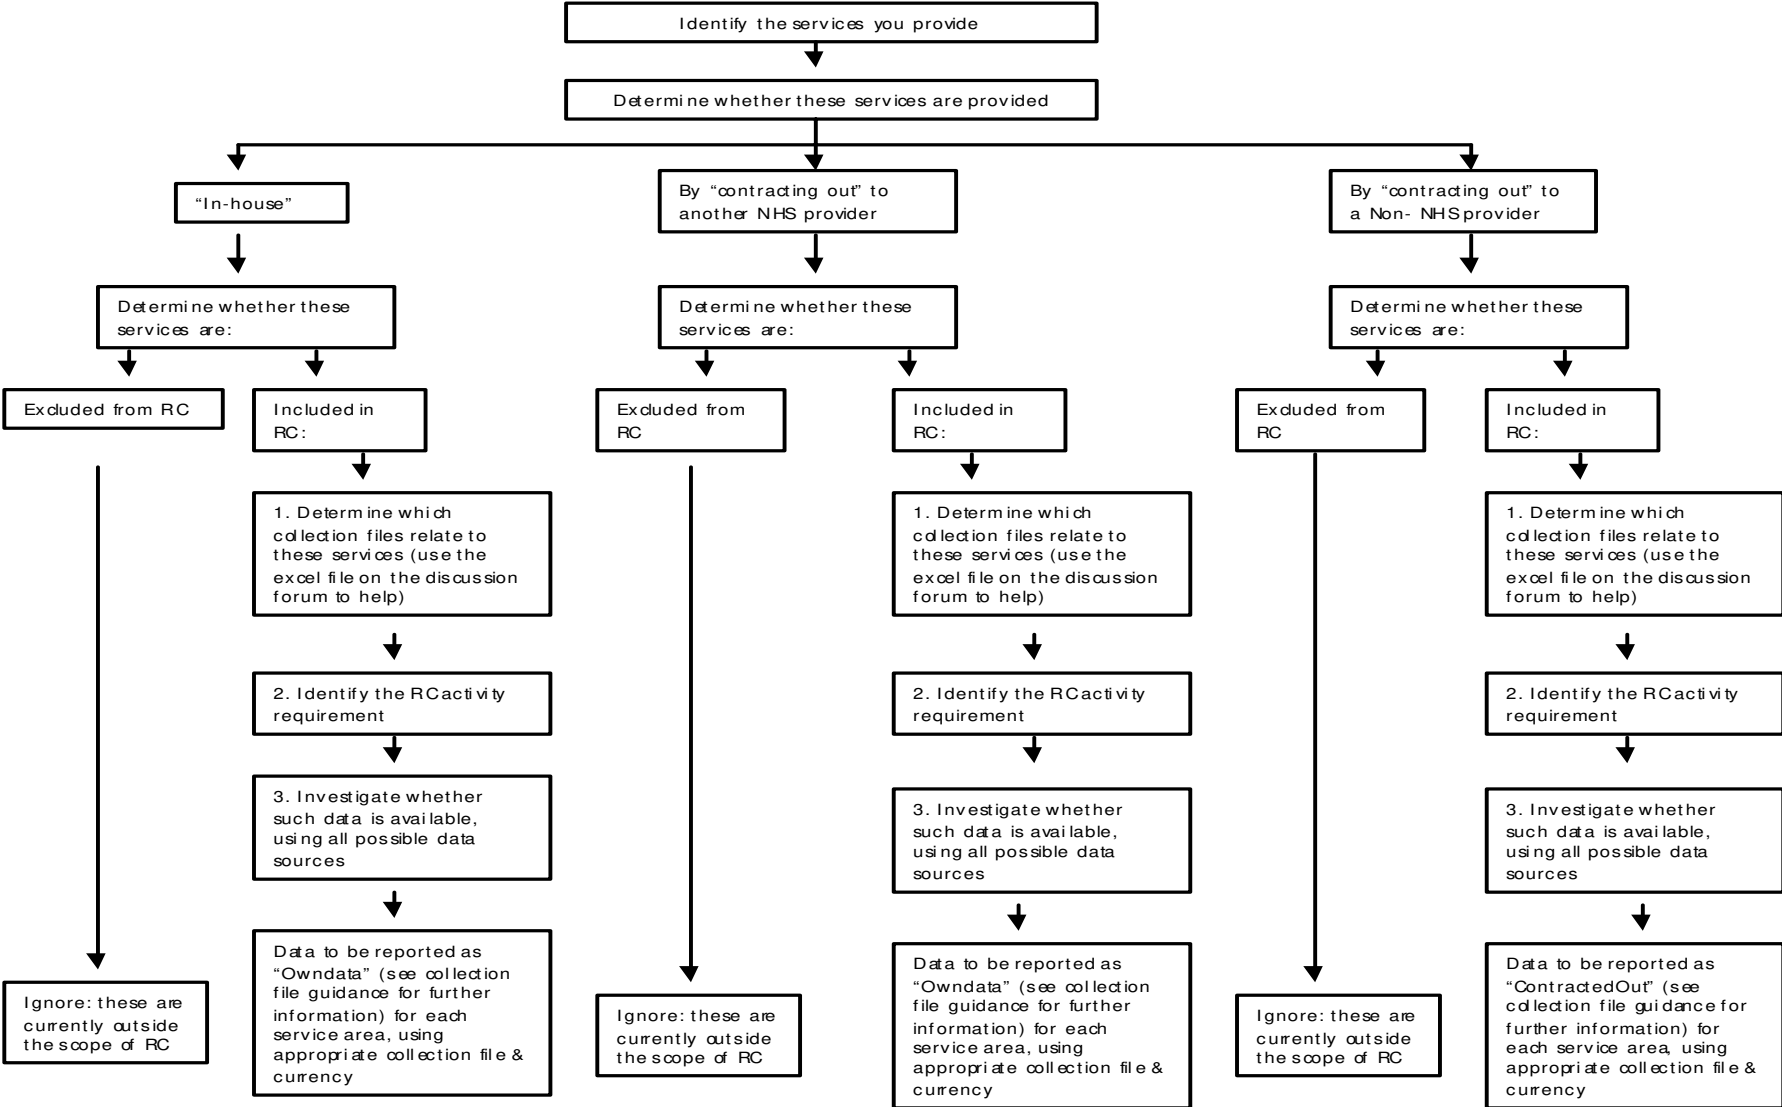 Identify the services you provide
Determine whether these services are provided
“In-house”
By “contracting out” to
another NHS provider
By “contracting out” to
a Non- NHS provider
Determine whether these
services are:
Determine whether these
services are:
Determine whether these
services are:
Excluded from RC
Included in
RC:
Excluded from
RC
Included in
RC:
Excluded from
RC
Included in
RC:
1. Determine which
collection files relate to
these services (use the
excel file on the discussion
forum to help)
1. Determine which
collection files relate to
these services (use the
excel file on the discussion
forum to help)
1. Determine which
collection files relate to
these services (use the
excel file on the discussion
forum to help)
2. Identify the RC activity
requirement
2. Identify the RC activity
requirement
2. Identify the RC activity
requirement
3. Investigate whether
such data is available,
using all possible data
sources
3. Investigate whether
such data is available,
using all possible data
sources
3. Investigate whether
such data is available,
using all possible data
sources
Ignore: these are
currently outside
the scope of RC
Data to be reported as
“Owndata” (see collection
file guidance for further
information) for each
service area, using
appropriate collection file &
currency
Ignore: these are
currently outside
the scope of RC
Data to be reported as
“Owndata” (see collection
file guidance for further
information) for each
service area, using
appropriate collection file &
currency
Ignore: these are
currently outside
the scope of RC
Data to be reported as
“ContractedOut” (see
collection file guidance for
further information) for
each service area, using
appropriate collection file &
currency